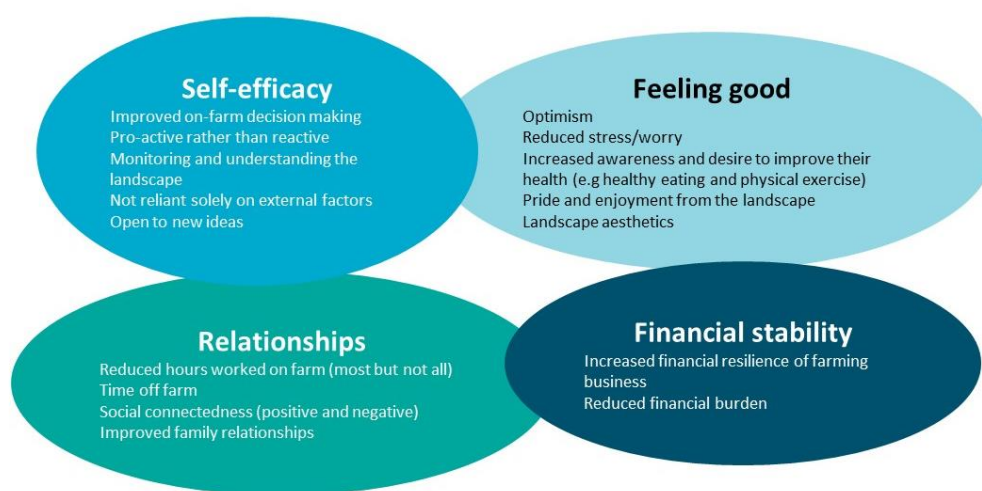 Self-efficacy
Improved on-farm decision making
Pro-active rather than reactive
Monitoring and understanding the
landscape
Not reliant solely on external factors
Open to new ideas
Feeling good
Optimism
Reduced stress/worry
Increased awareness and desire to improve their
health (e.g healthy eating and physical exercise)
Pride and enjoyment from the landscape
Landscape aesthetics
Relationships
Reduced hours worked on farm (most but not all)
Time off farm
Social connectedness (positive and negative)
Improved family relationships
Financial stability
Increased financial resilience of farming
business
Reduced financial burden